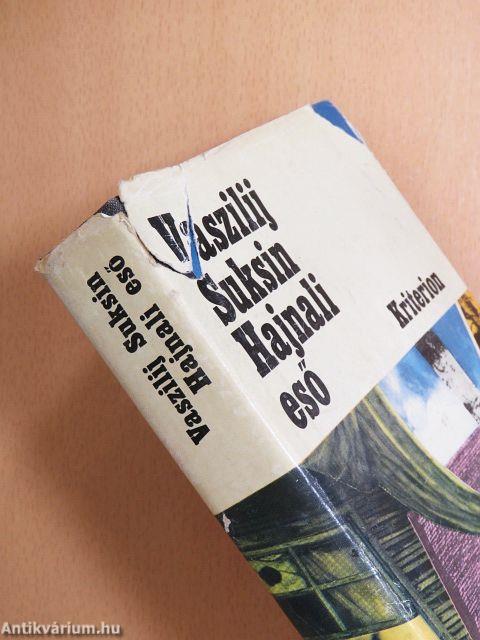 Vaszilij
Suksin
Hajnali
eső
Kriterion
Vaszilij Suksin
Hajnali eső
Antikvárium.hu